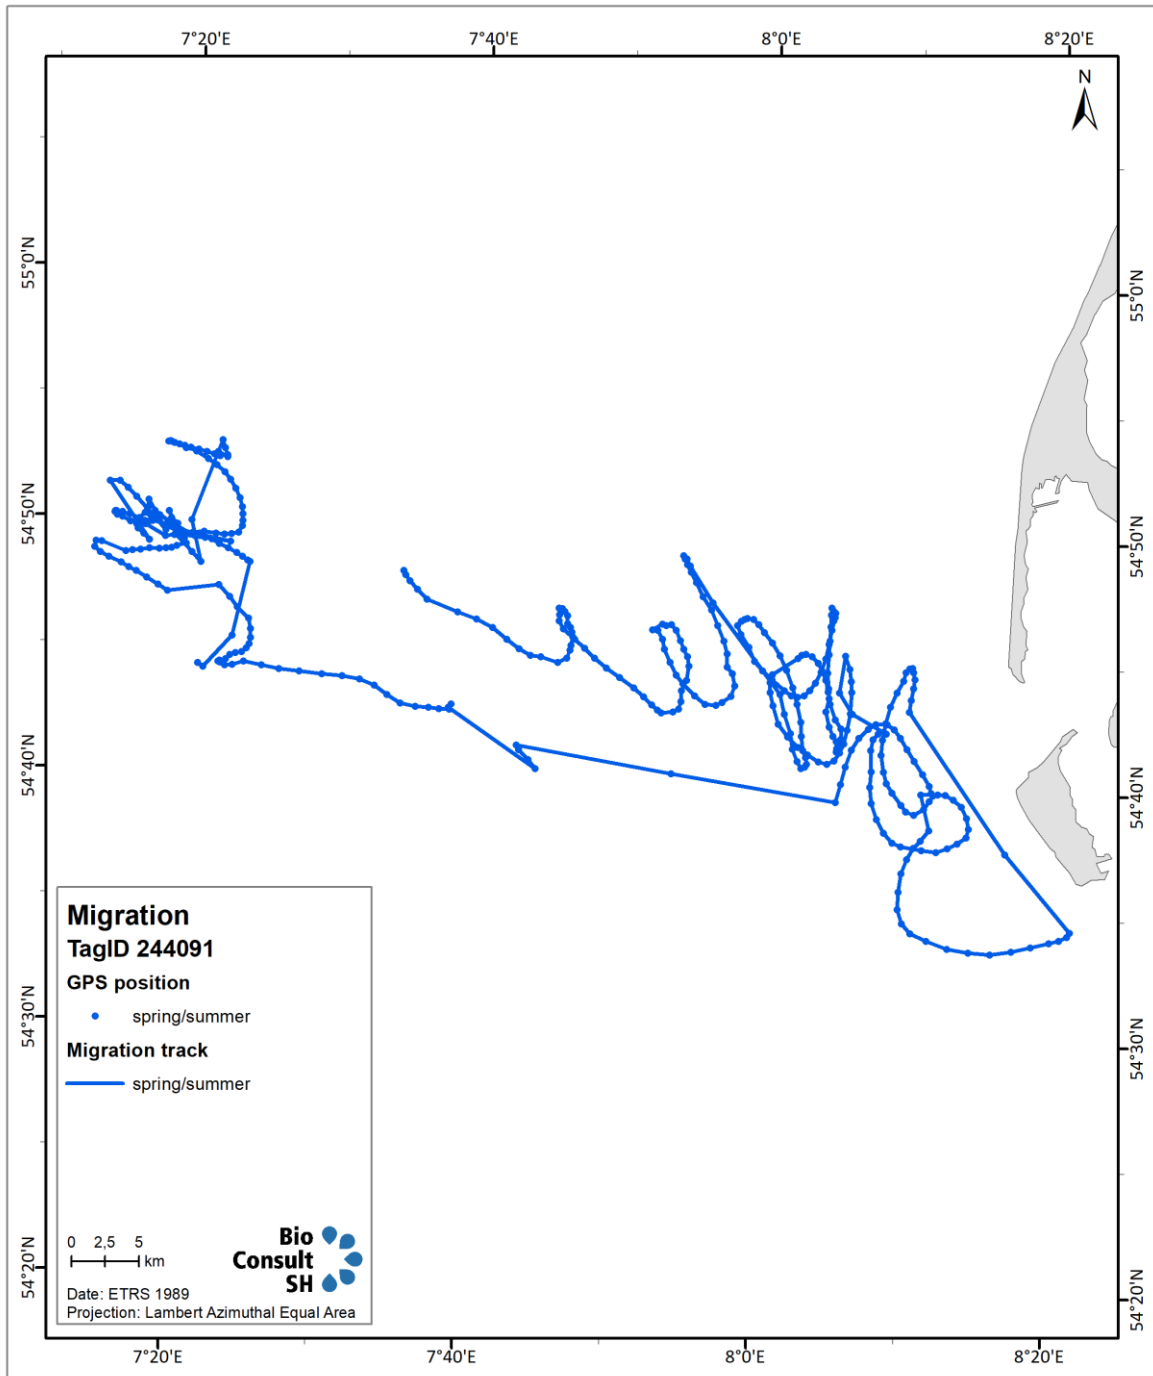 7°20'E 7°40'E 8°0'E 8°20'E
N
55°0'N
55°0'N
54°50'N
54°50'N
54°40'N
54°40'N
54°30'N
54°30'N
54°20'N
54°20'N
Migration
TagID 244091
GPS position
spring/summer
Migration track
spring/summer
0 2,5 5
km
Bio
Consult
SH
Date: ETRS 1989
Projection: Lambert Azimuthal Equal Area
7°20'E 7°40'E 8°0'E 8°20'E